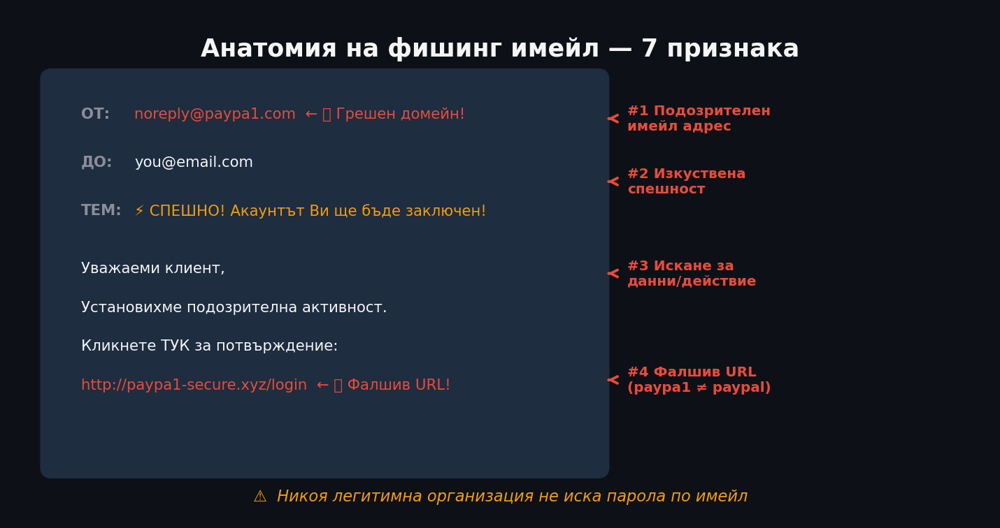 Анатомия на фишинг имейл — 7 признака
ОТ: noreply@paypa1.com ← Грешен домейн!
#1 Подозрителен
имейл адрес
ДО: you@email.com
#2 Изкуствена
спешност
ТЕМ: ⚡ СПЕШНО! Акаунтът Ви ще бъде заключен!
Уважаеми клиент,
#3 Искане за
данни/действие
Установихме подозрителна активност.
Кликнете ТУК за потвърждение:
http://paypa1-secure.xyz/login ← Фалшив URL!
#4 Фалшив URL
(paypa1 ≠ paypal)
⚠ Никоя легитимна организация не иска парола по имейл